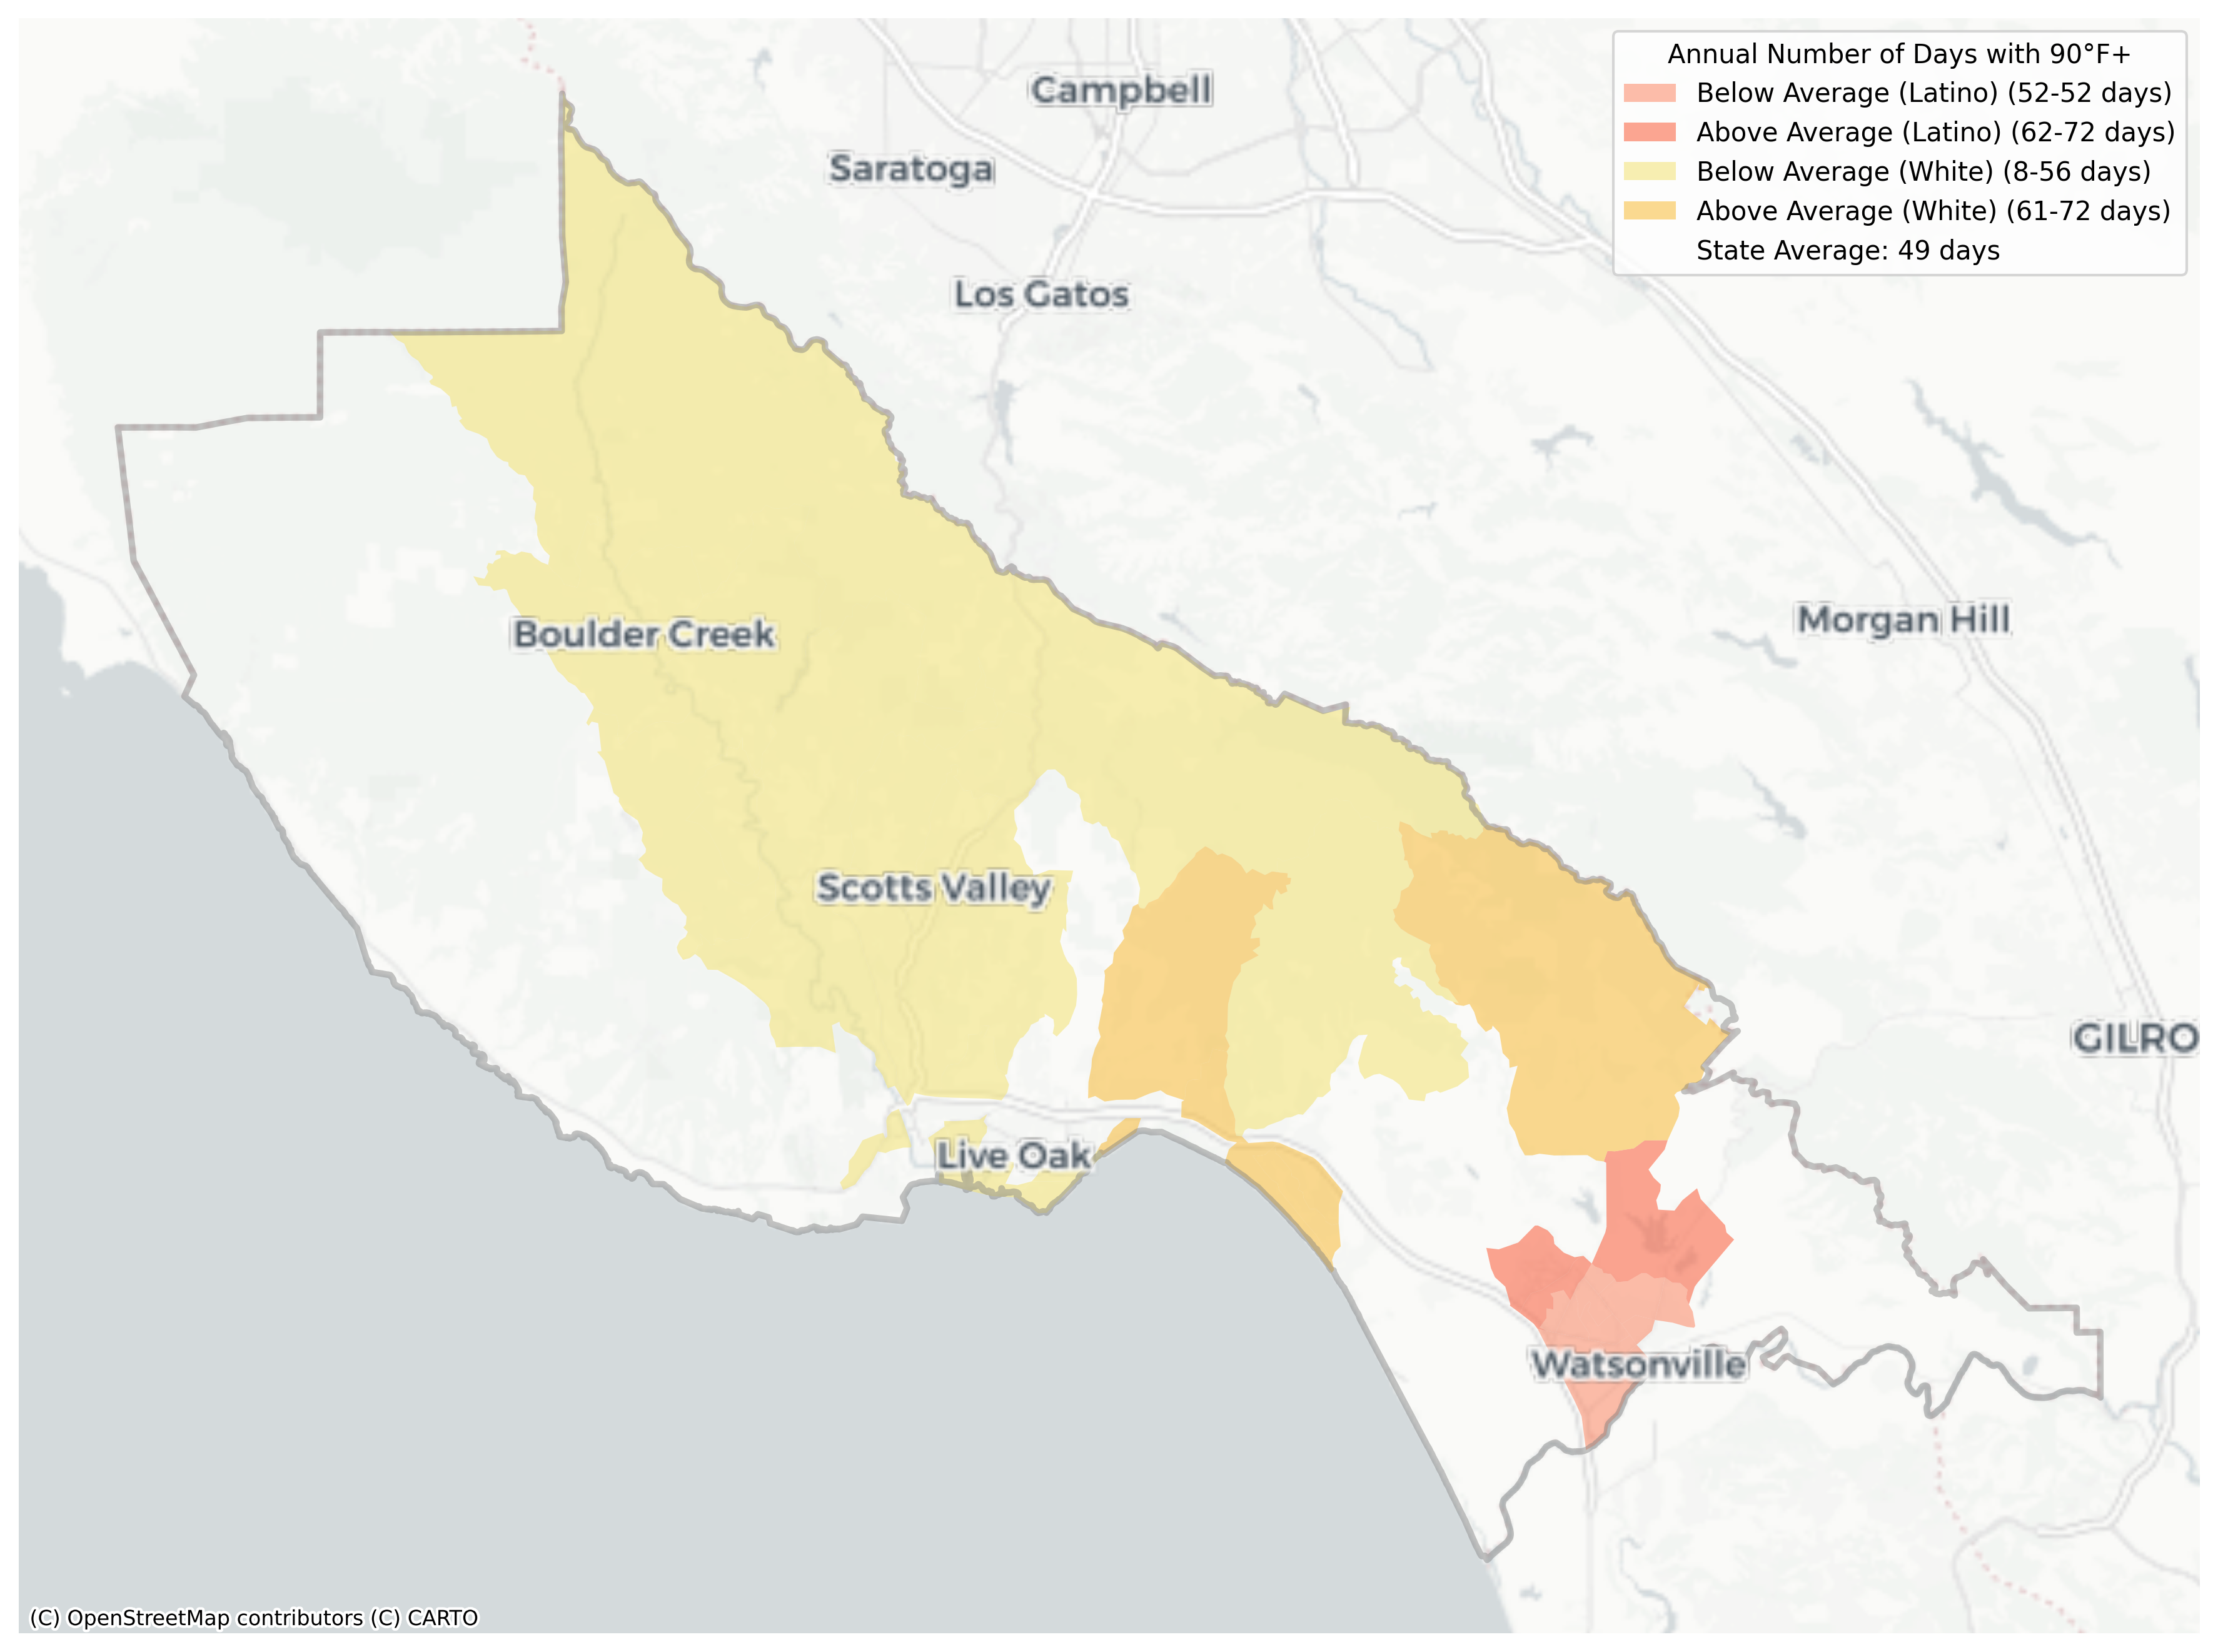 Annual Number of Days with 90°F+
Below Average (Latino) (52-52 days)
Above Average (Latino) (62-72 days)
Below Average (White) (8-56 days)
Above Average (White) (61-72 days)
State Average: 49 days
Campbell
Saratoga
Los Gatos
Morgan Hill
Boulder Creek
Scotts Valley
GILRO
Live Oak
Watsonville
(C) OpenStreetMap contributors (C) CARTO